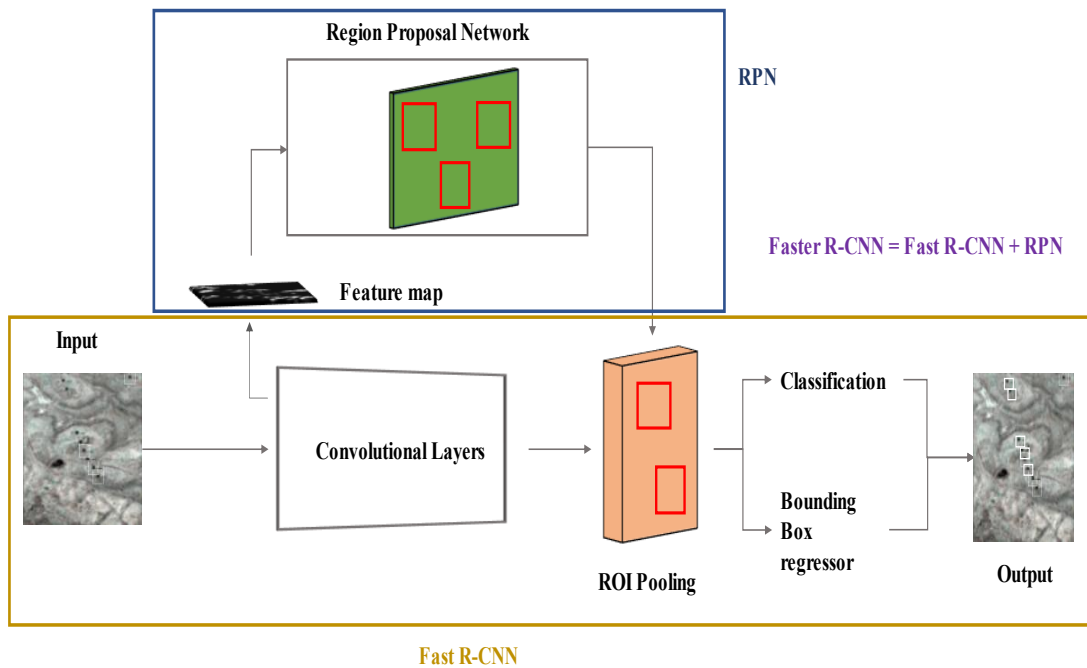 Region Proposal Network
RPN
Faster R-CNN = Fast R-CNN + RPN
Feature map
Input
Convolutional Layers
ROI Pooling
Classification
Bounding
Box
regressor
Output
Fast R-CNN